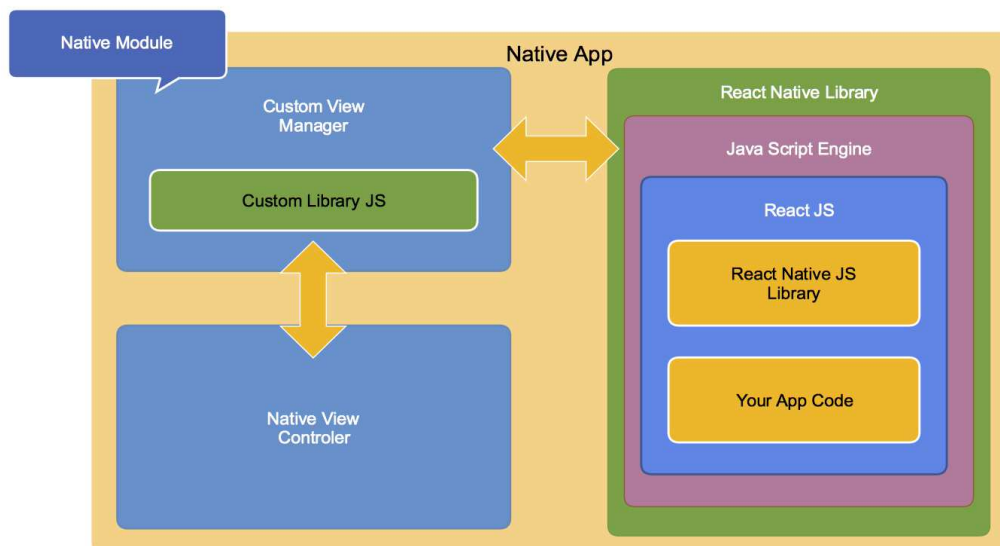 Native Module
Native App
Custom View
Manager
Custom Library JS
Native View
Controler
React Native Library
Java Script Engine
React JS
React Native JS
Library
Your App Code